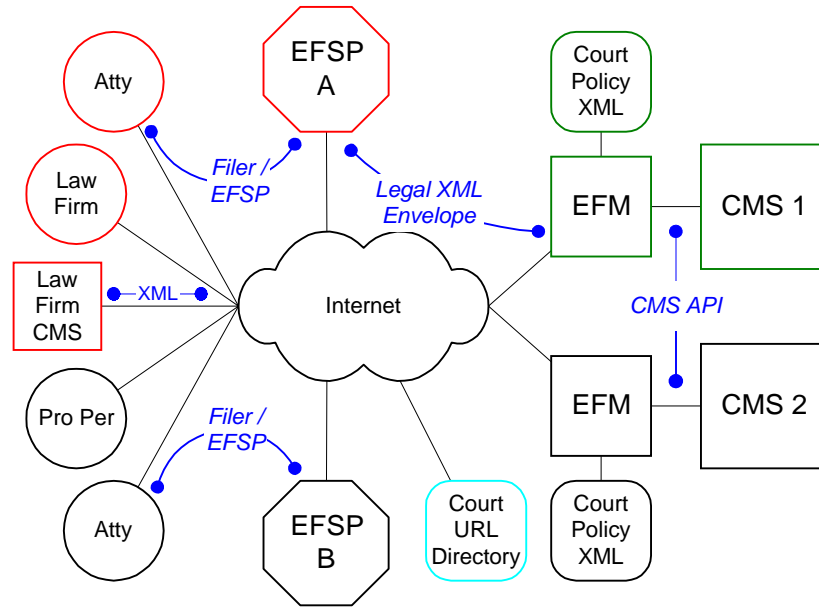 Atty
EFSP
A
Court
Policy
XML
Filer /
EFSP
Law
Firm
Legal XML
Envelope
EFM
CMS 1
Law
Firm
CMS
XML
Internet
CMS API
Pro Per
Filer /
EFSP
EFM
CMS 2
Atty
EFSP
B
Court
URL
Directory
Court
Policy
XML